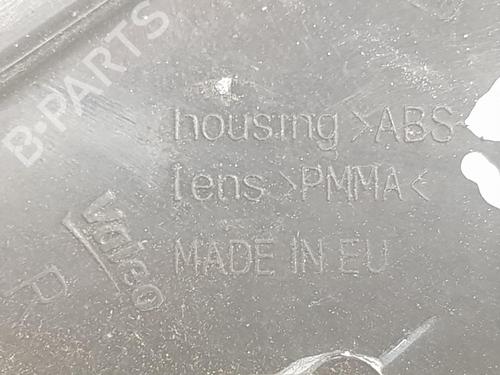 B-PARTS
housing >ABS
lens >PMMA<
MADE IN EU
Valeo
R